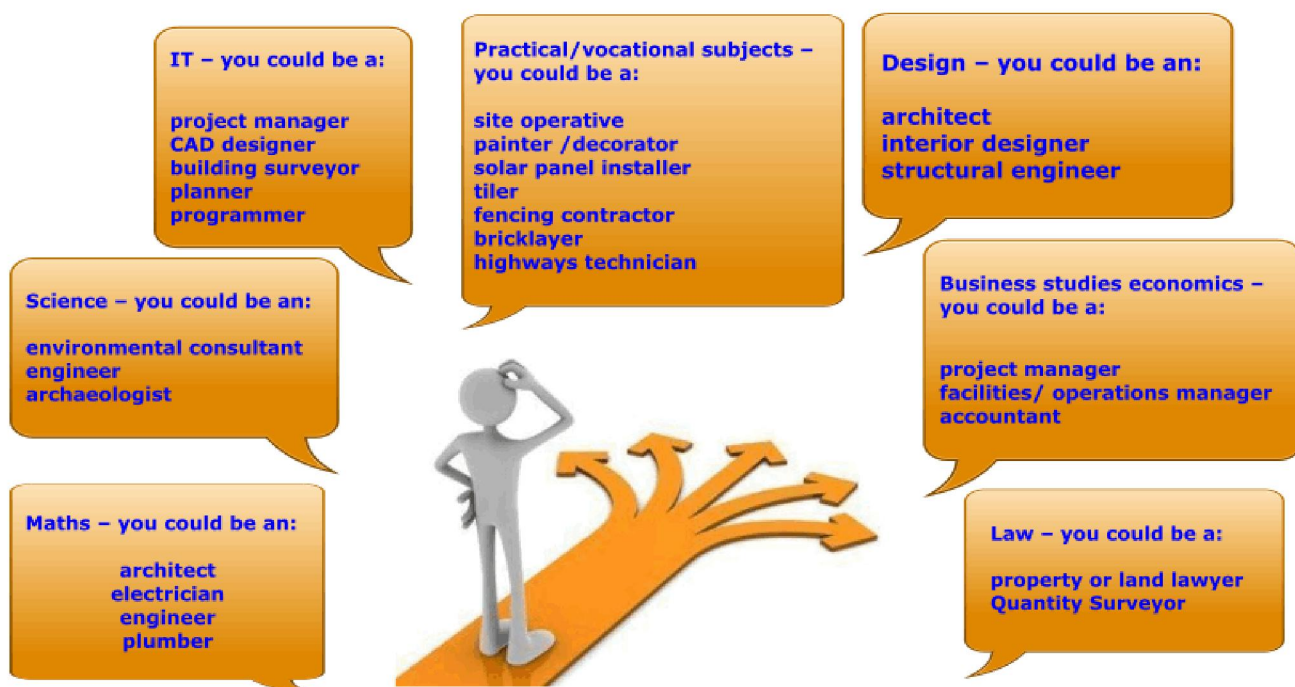 IT – you could be a:
project manager
CAD designer
building surveyor
planner
programmer
Practical/vocational subjects –
you could be a:
site operative
painter /decorator
solar panel installer
tiler
fencing contractor
bricklayer
highways technician
Design – you could be an:
architect
interior designer
structural engineer
Science – you could be an:
environmental consultant
engineer
archaeologist
Business studies economics –
you could be a:
project manager
facilities/ operations manager
accountant
Maths – you could be an:
architect
electrician
engineer
plumber
Law – you could be a:
property or land lawyer
Quantity Surveyor